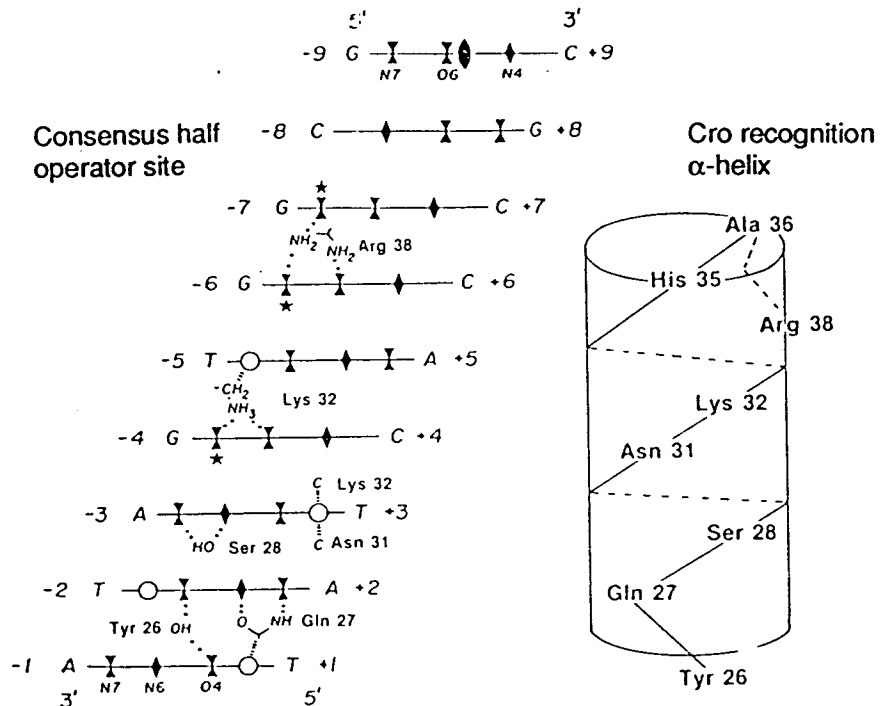 5' 3'
-9 G C +9
N7 O6 N4
Consensus half
operator site
-8 C G +8
Cro recognition
α-helix
-7 G C +7
NH₂ NH₂ Arg 38
-6 G C +6
-5 T A +5
-CH₂
NH₃ Lys 32
-4 G C +4
C Lys 32
-3 A T +3
HO Ser 28 C Asn 31
-2 T A +2
Tyr 26 OH O NH Gln 27
-1 A T +1
N7 N6 O4
3' 5'
Ala 36
His 35
Arg 38
Lys 32
Asn 31
Ser 28
Gln 27
Tyr 26